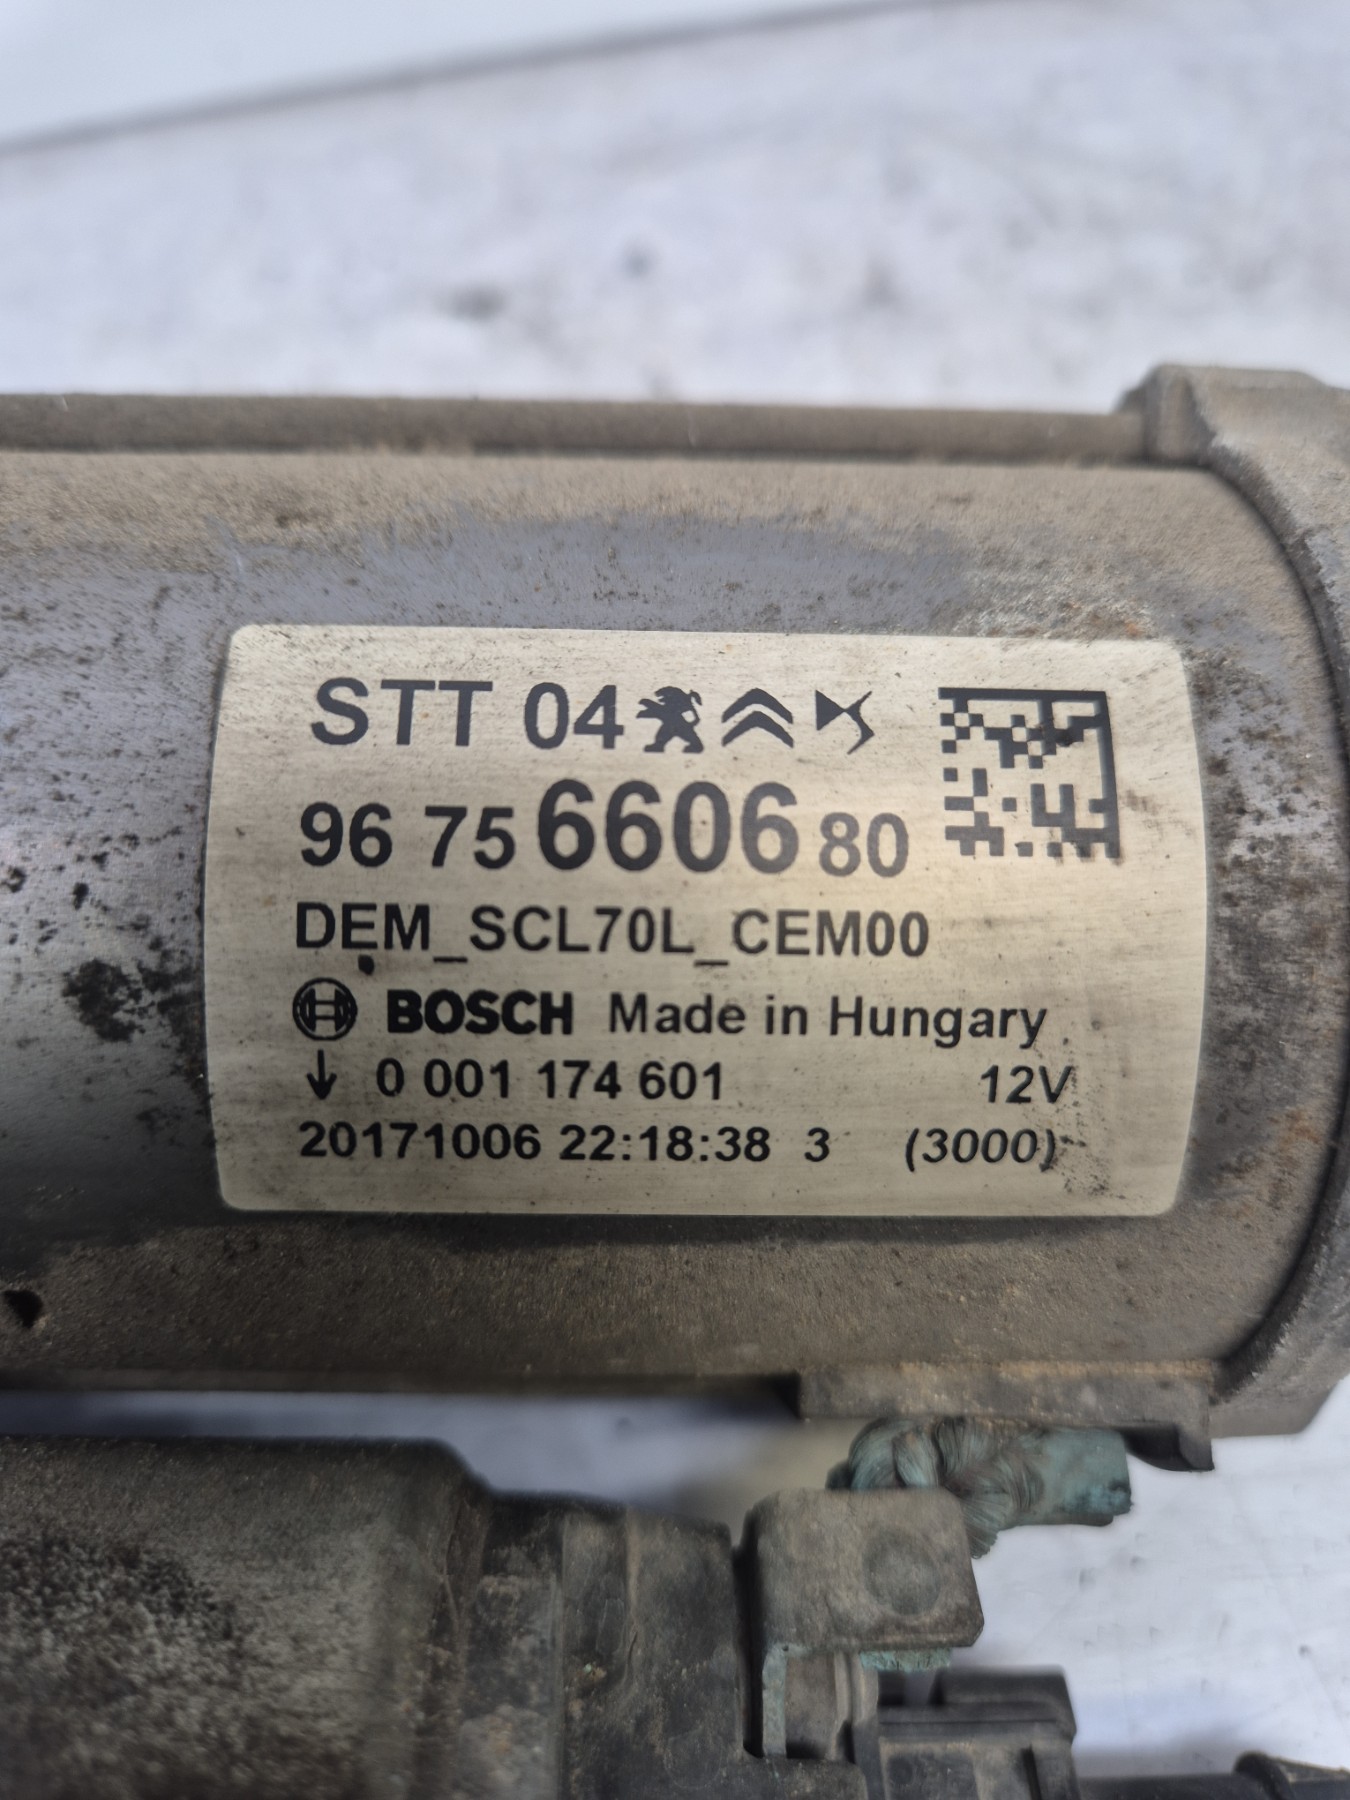 STT 04
96 75 6606 80
DEM_SCL70L_CEM00
BOSCH Made in Hungary
↓ 0 001 174 601 12V
20171006 22:18:38 3 (3000)